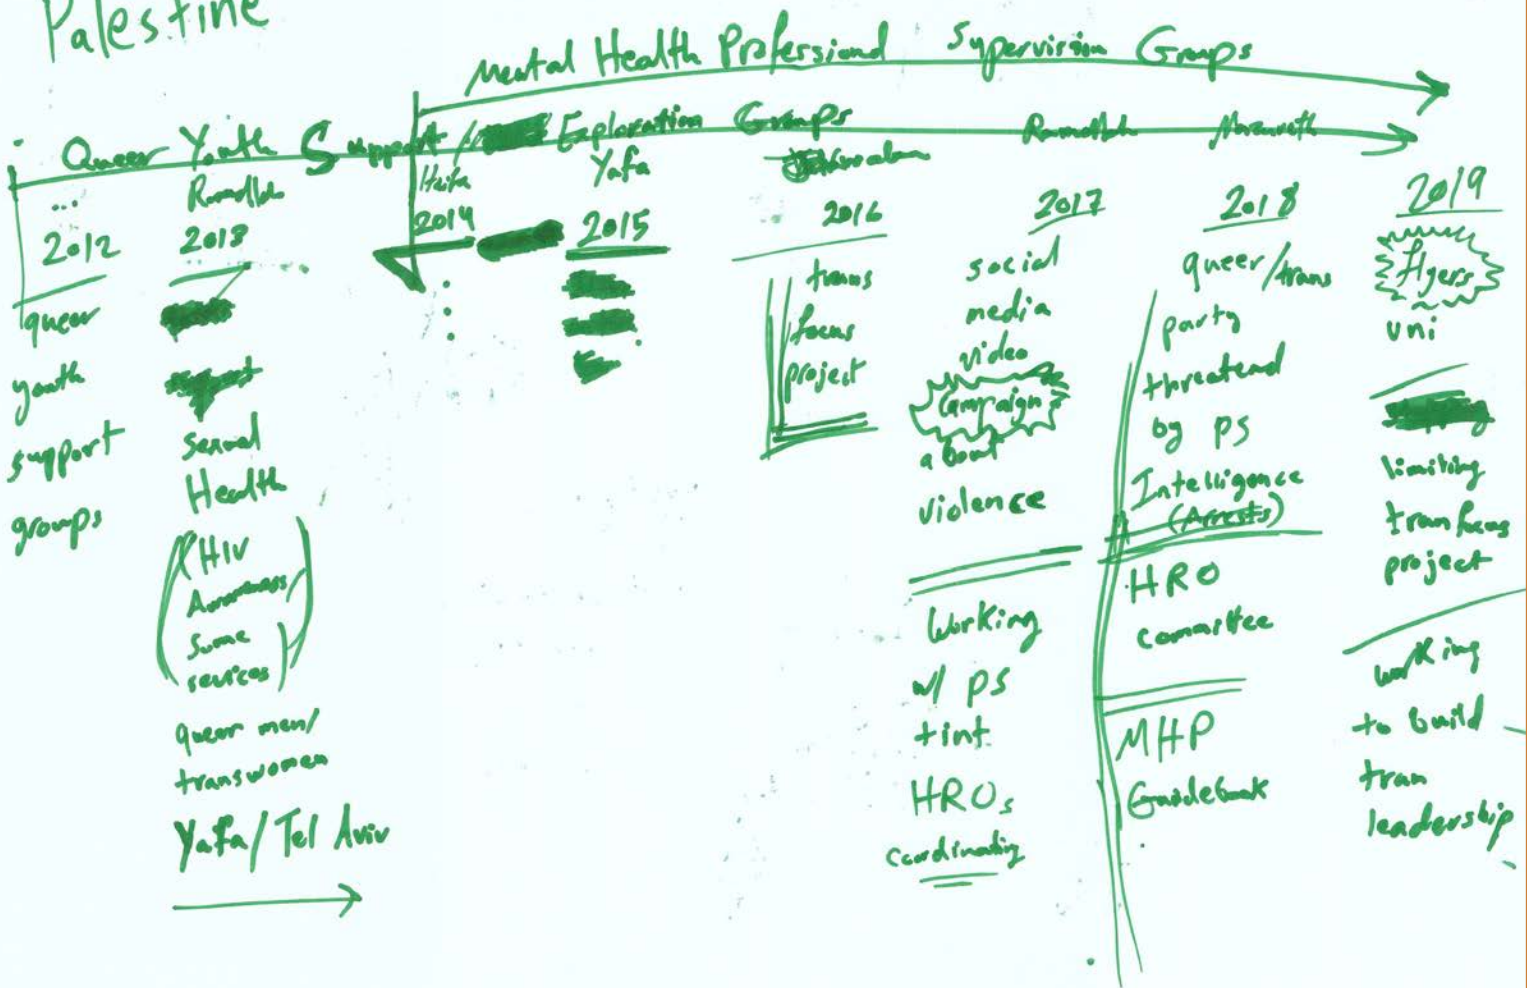 Palestine
Mental Health Professional Supervision Groups
Queer Youth Support / Exploration Groups
Ramallah
Haifa
Yafa
Ramallah
Nazareth
...
2012
2013
2014
2015
2016
2017
2018
2019
queer
youth
support
groups
sexual
Health
(HIV
Awareness
some
sevices)
queer men/
transwomen
Yafa/Tel Aviv
trans
focus
project
social
media
video
campaign
about
violence
Working
w/ ps
+int.
HROs
coordinating
queer/trans
party
threatend
by ps
Intelligence
(Arrests)
HRO
committee
MHP
Guidebook
flyers
uni
limiting
tran focus
project
working
to build
tran
leadership